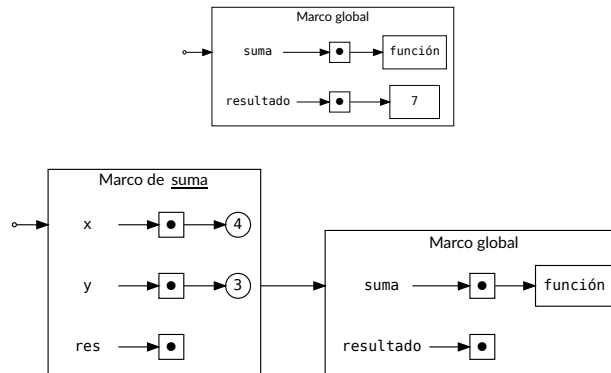 Marco global
suma función
resultado 7
Marco de suma
x 4
y 3
res
Marco global
suma función
resultado